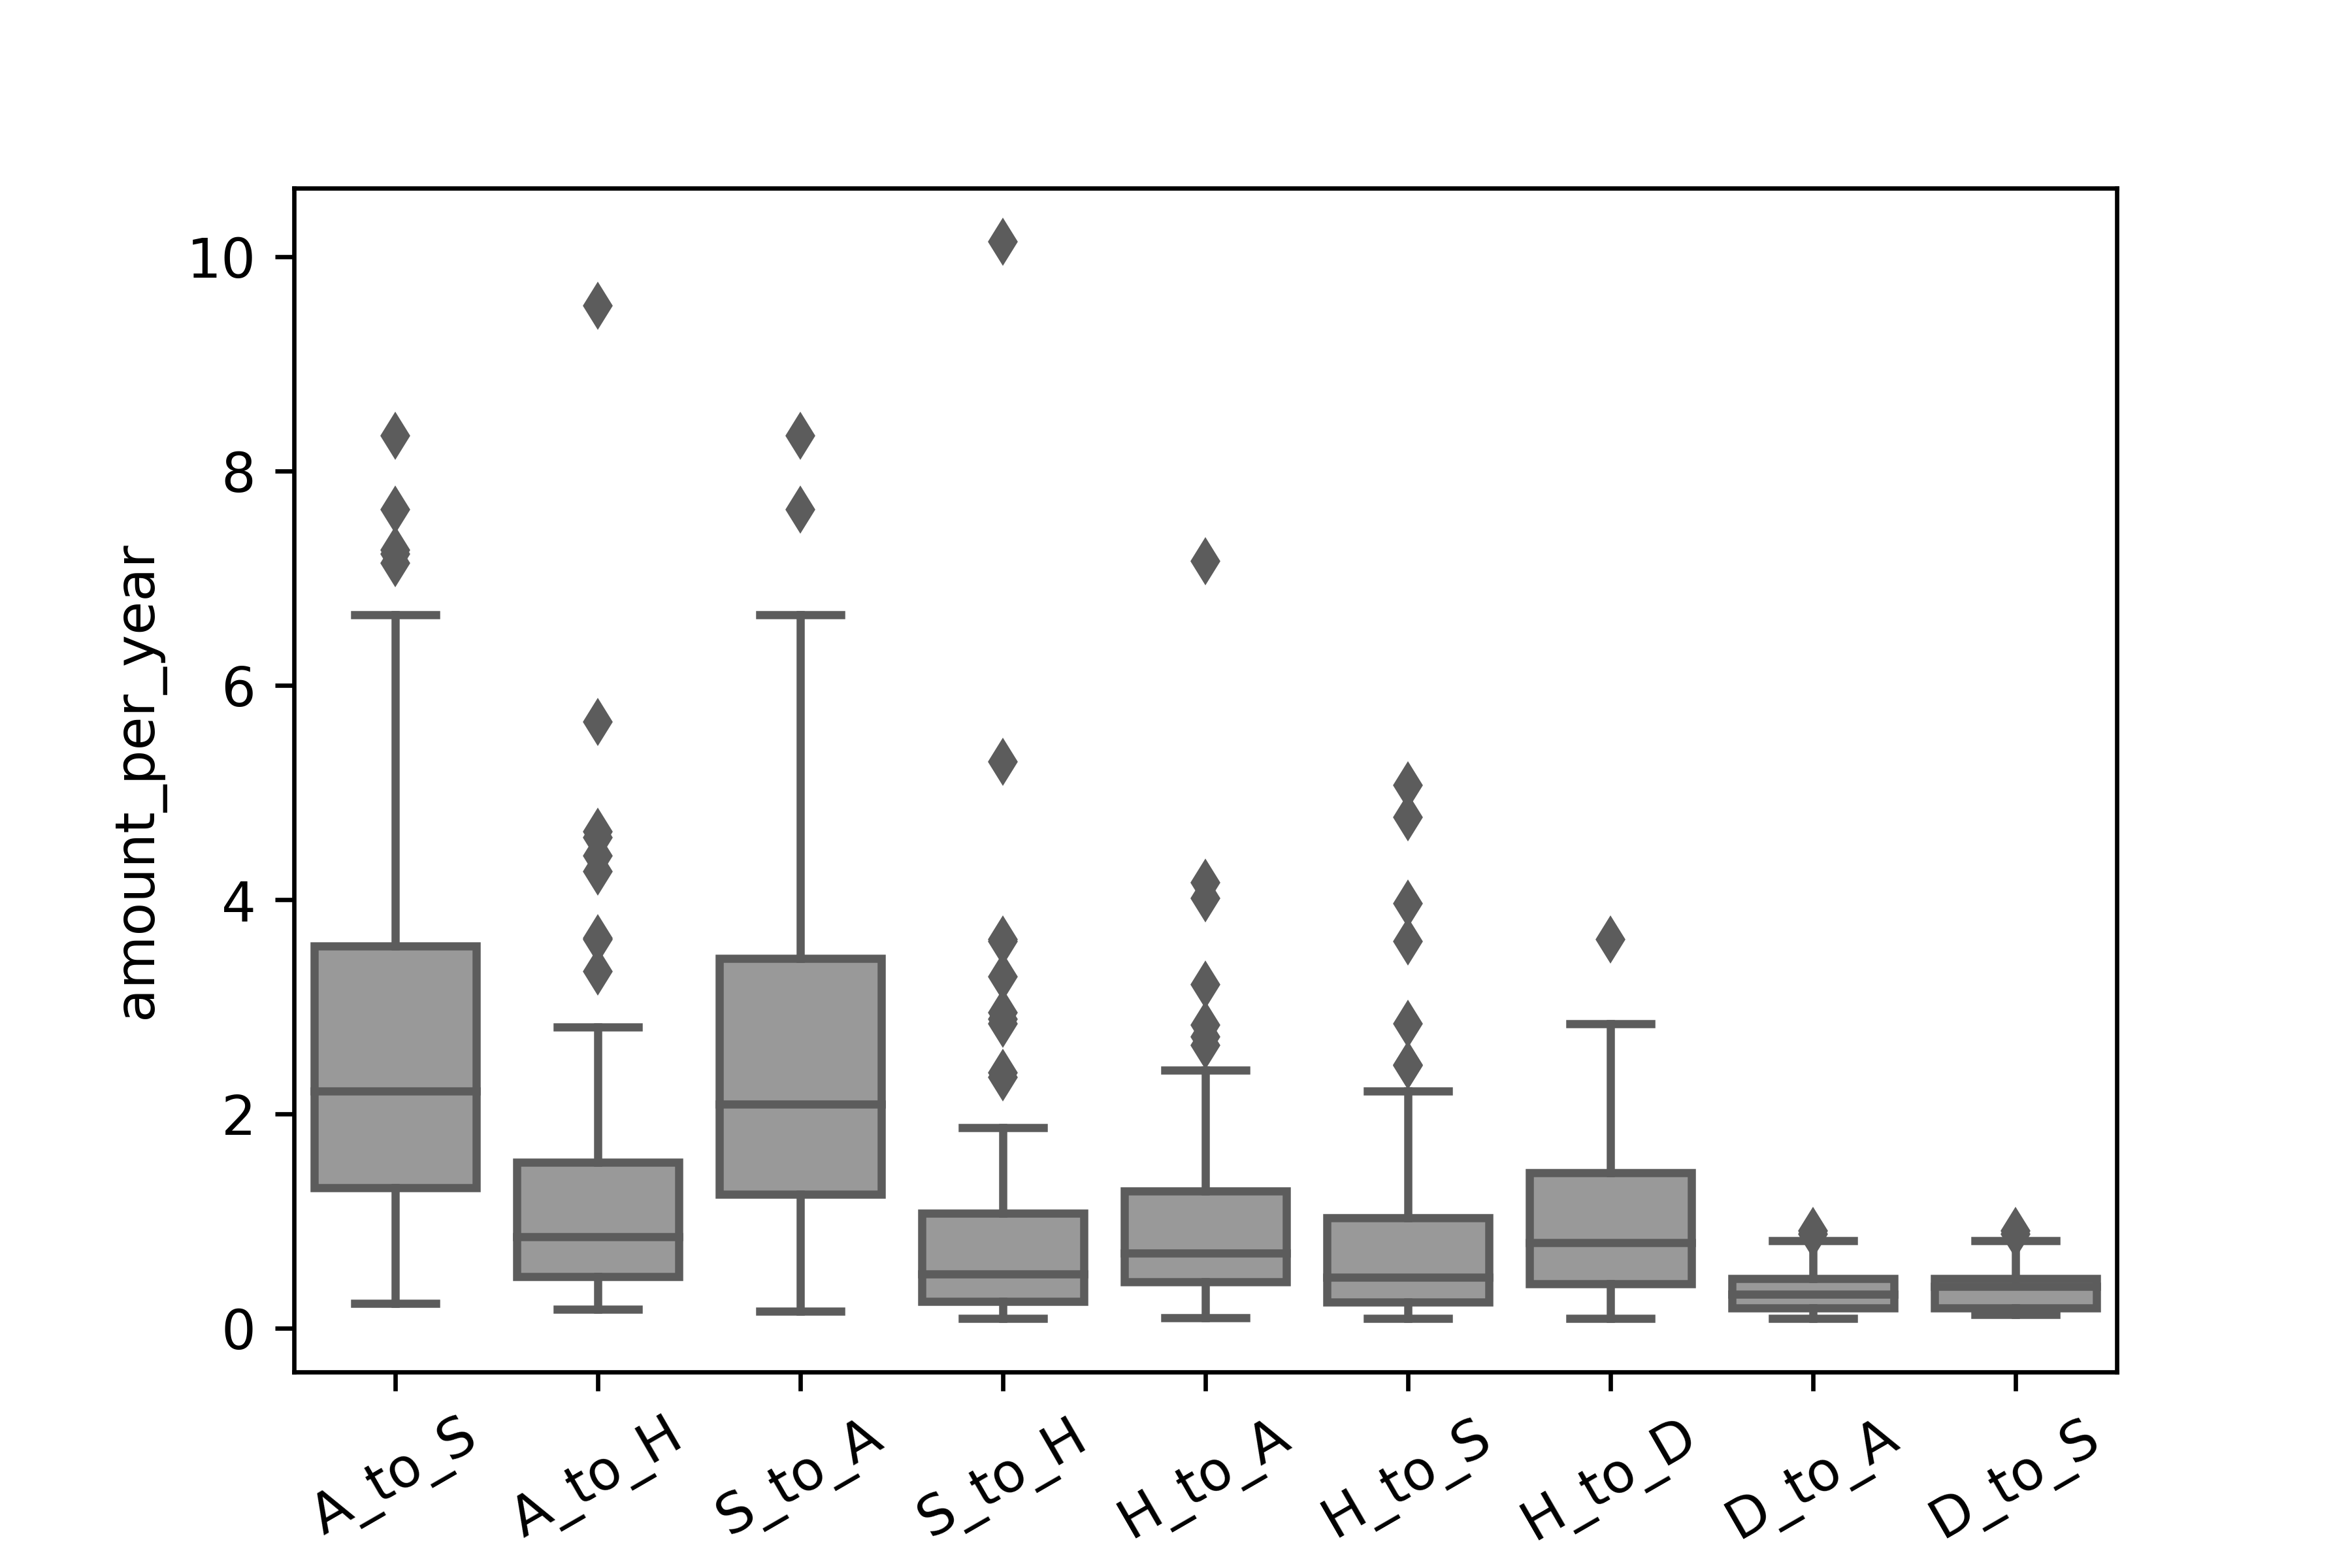 amount_per_year
10
8
6
4
2
0
A_to_S
A_to_H
S_to_A
S_to_H
H_to_A
H_to_S
H_to_D
D_to_A
D_to_S